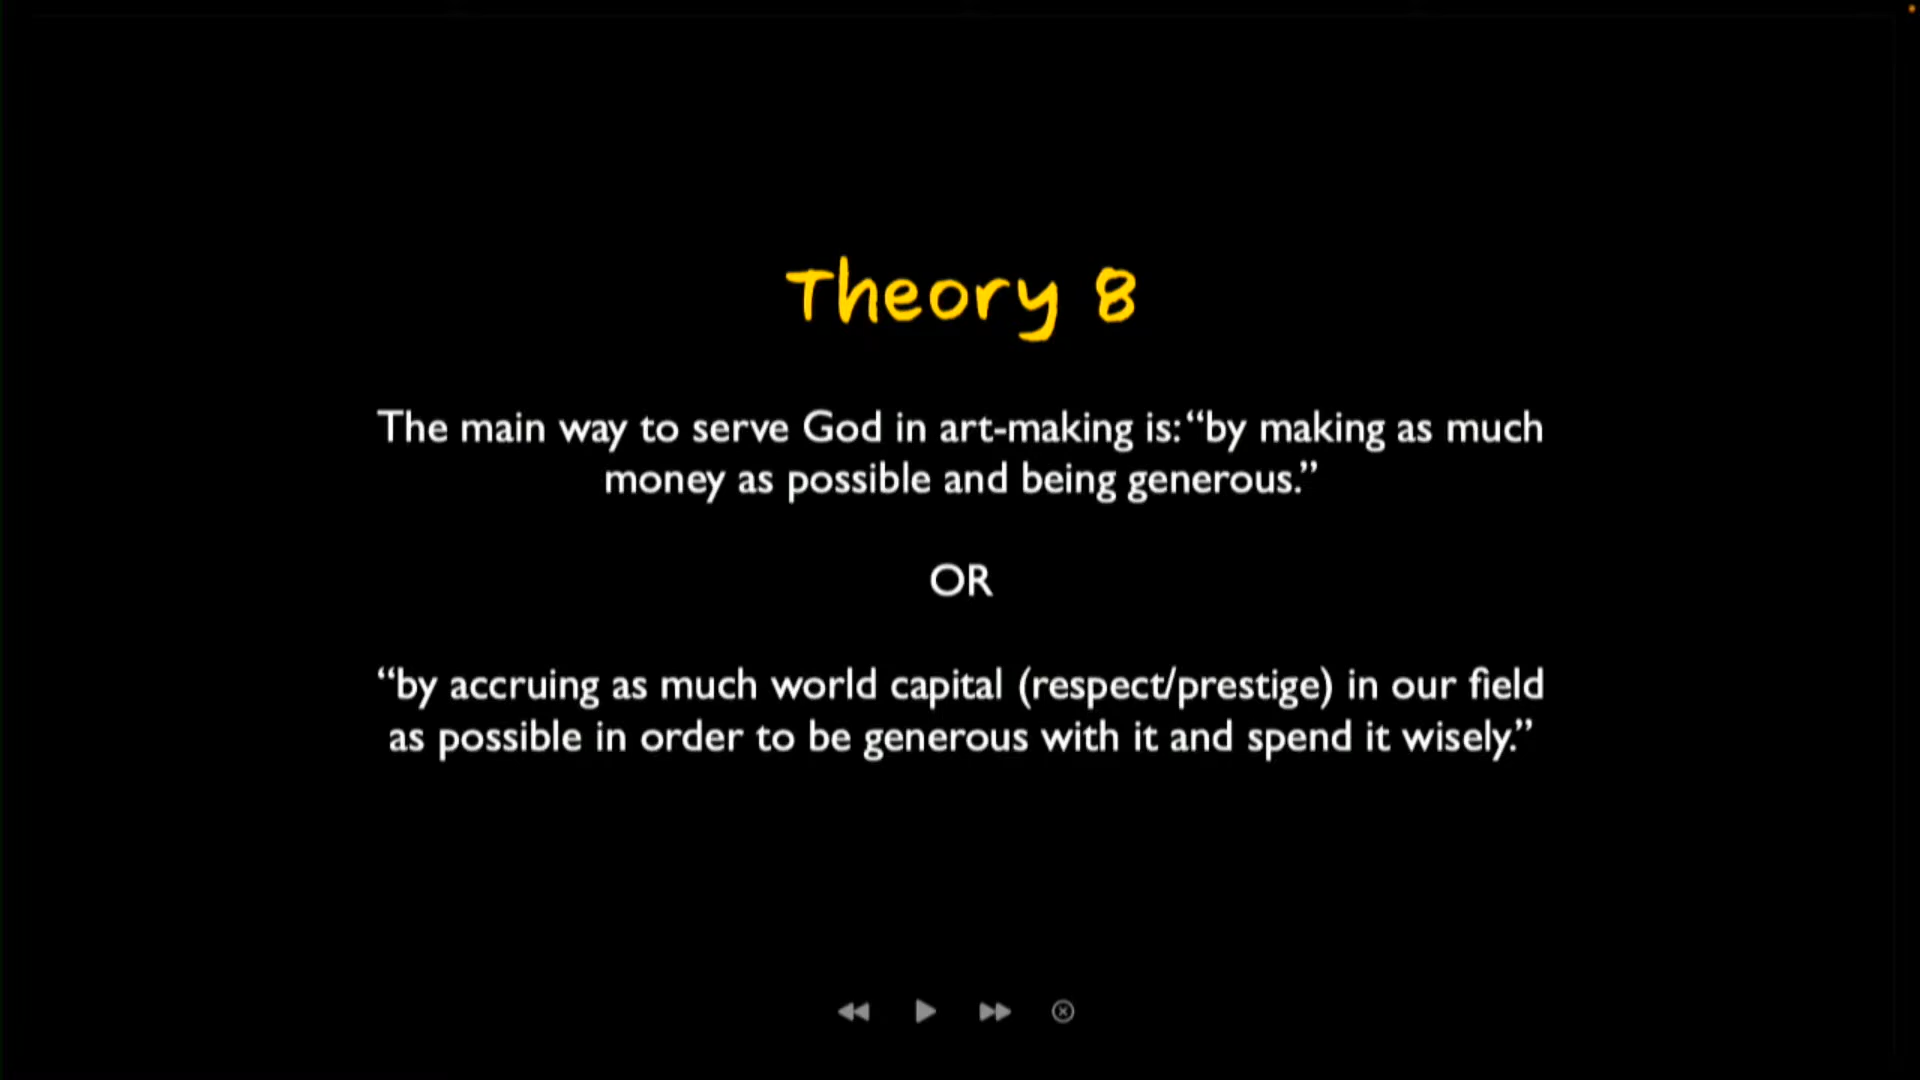 Theory 8
The main way to serve God in art-making is: “by making as much
money as possible and being generous.”
OR
“by accruing as much world capital (respect/prestige) in our field
as possible in order to be generous with it and spend it wisely.”